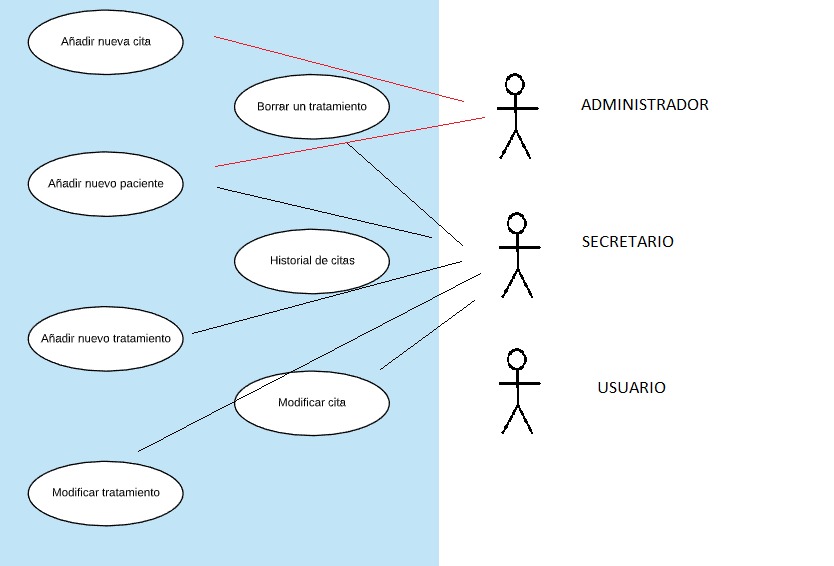 Añadir nueva cita
Borrar un tratamiento
ADMINISTRADOR
Añadir nuevo paciente
SECRETARIO
Historial de citas
Añadir nuevo tratamiento
USUARIO
Modificar cita
Modificar tratamiento